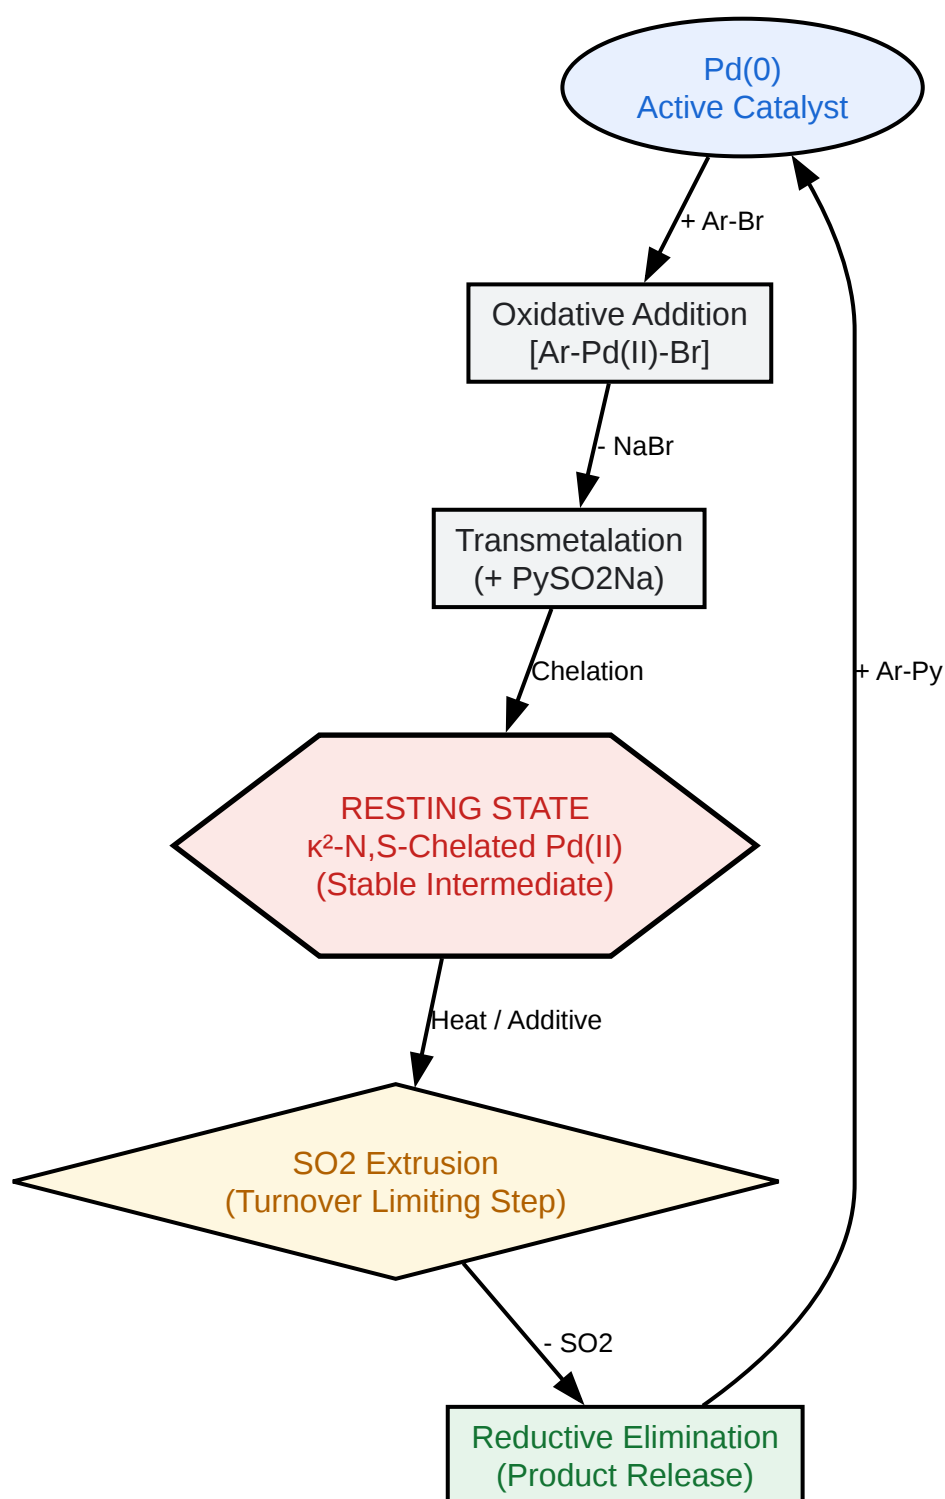 Pd(0)
Active Catalyst
+ Ar-Br
Oxidative Addition
[Ar-Pd(II)-Br]
- NaBr
Transmetalation
(+ PySO2Na)
Chelation
+ Ar-Py
RESTING STATE
κ²-N,S-Chelated Pd(II)
(Stable Intermediate)
Heat / Additive
SO2 Extrusion
(Turnover Limiting Step)
- SO2
Reductive Elimination
(Product Release)